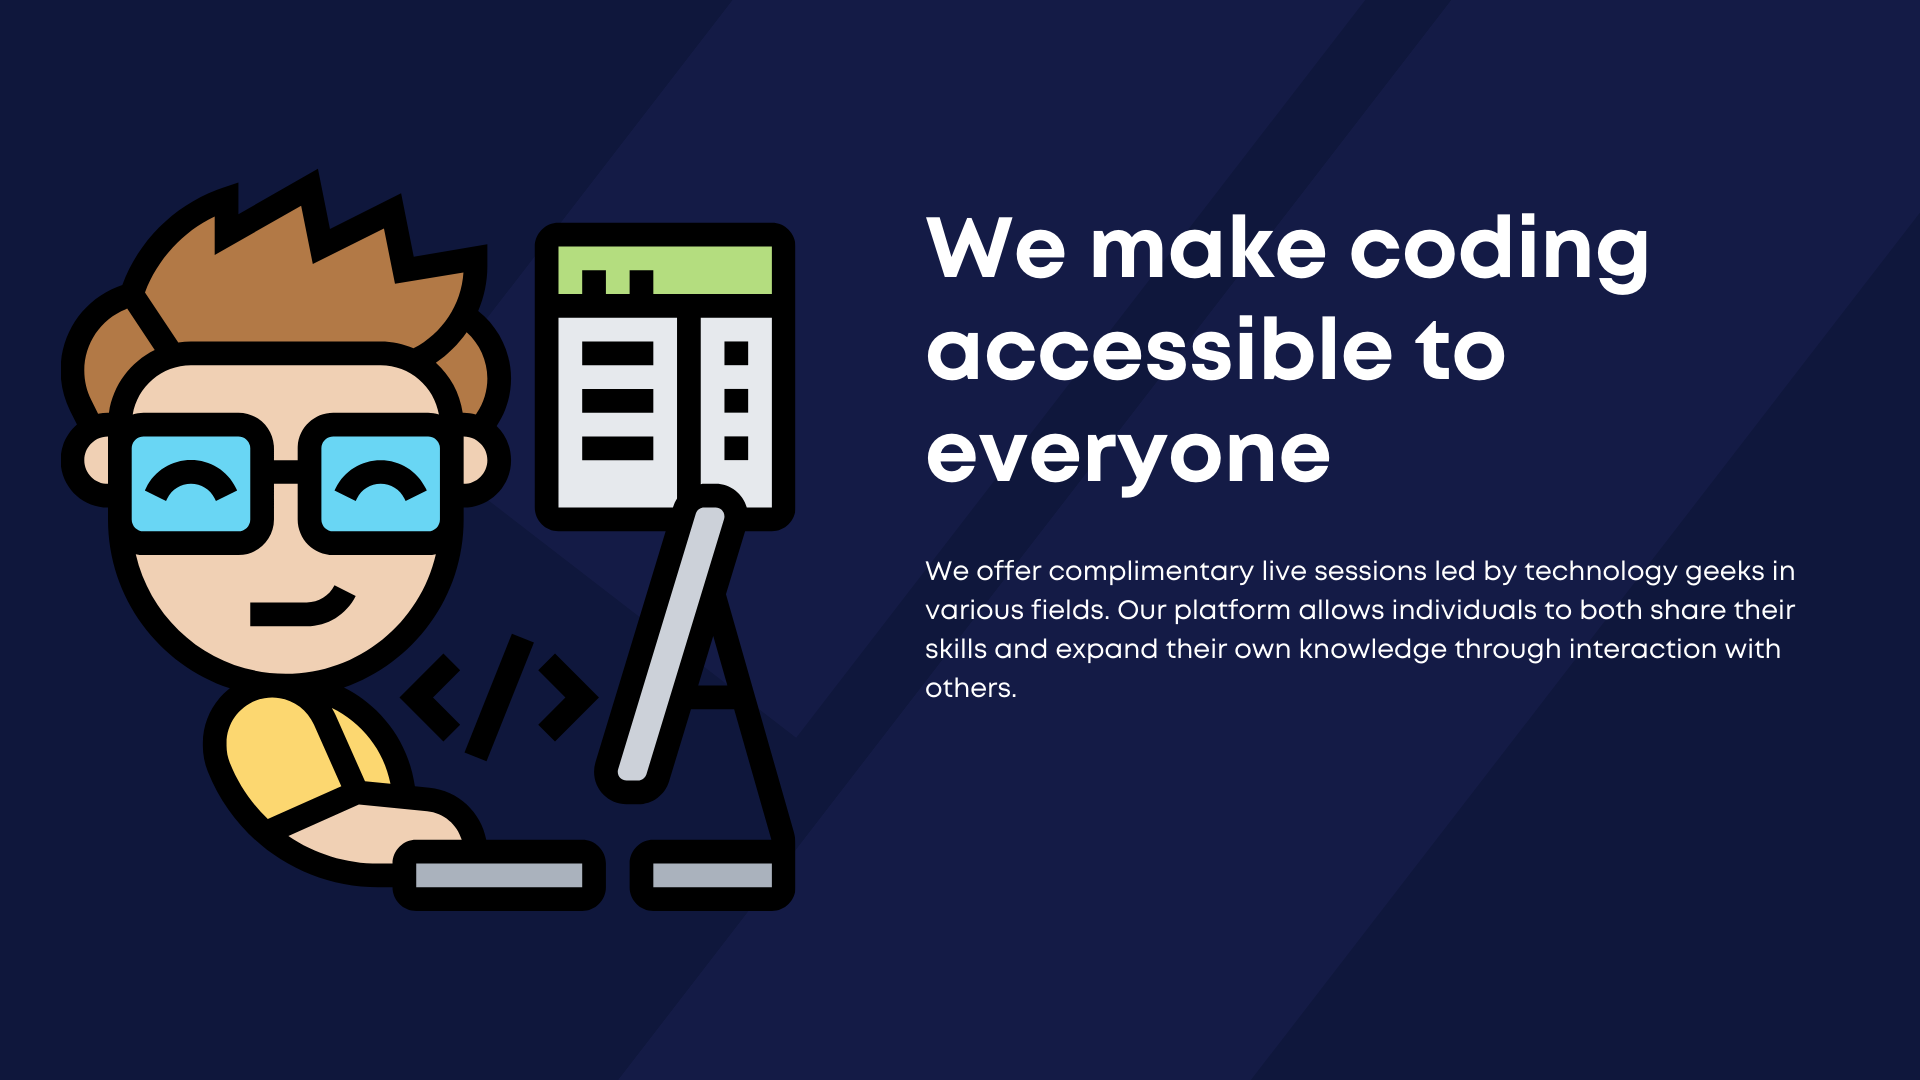 We make coding
accessible to
everyone
We offer complimentary live sessions led by technology geeks in
various fields. Our platform allows individuals to both share their
skills and expand their own knowledge through interaction with
others.
</>